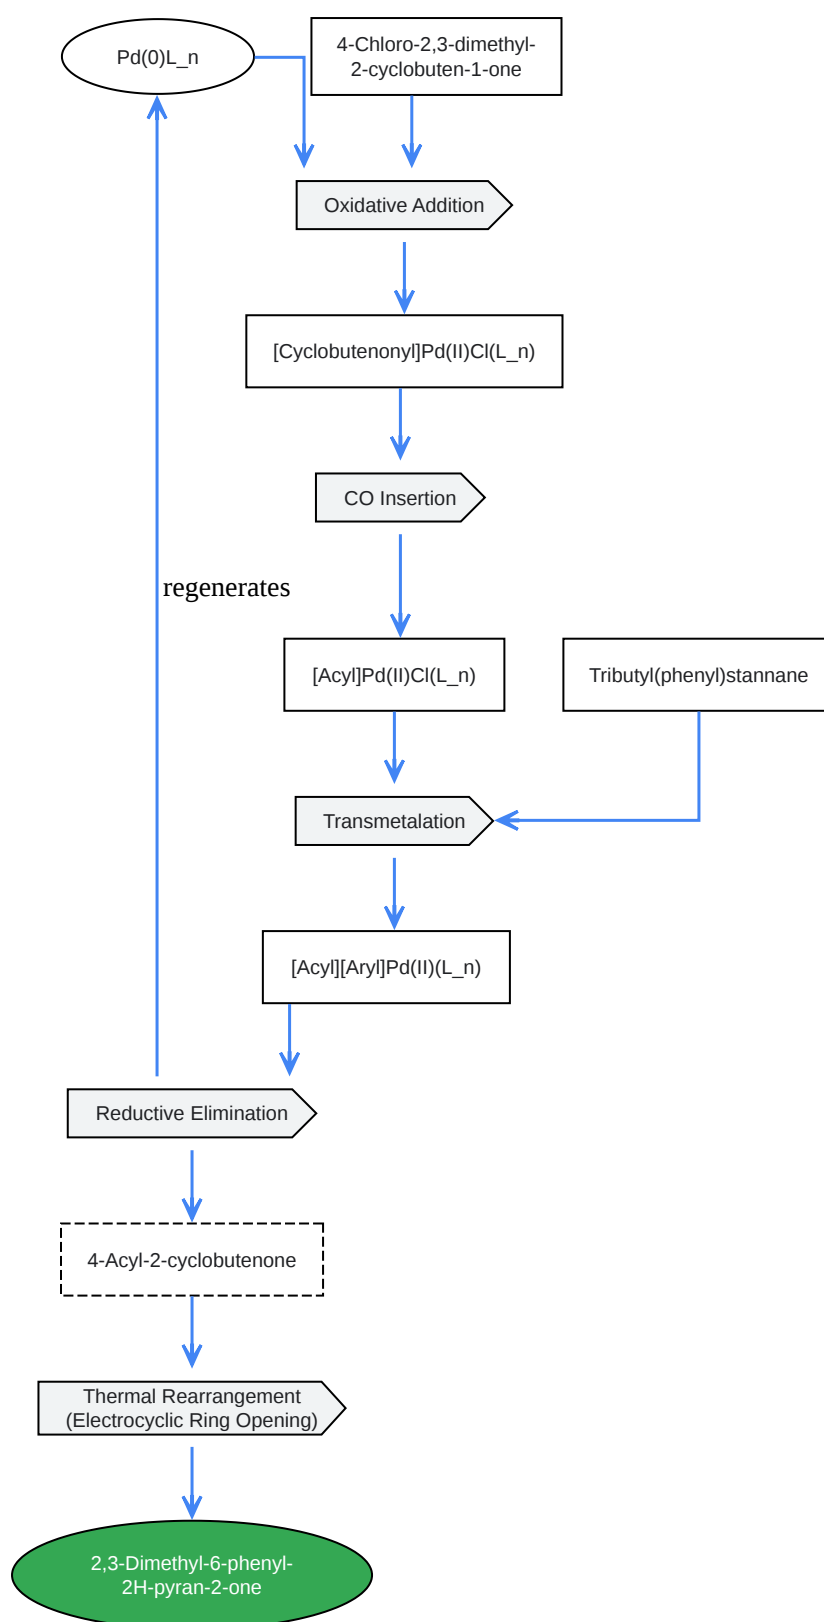 Pd(0)L_n
4-Chloro-2,3-dimethyl-
2-cyclobuten-1-one
Oxidative Addition
[Cyclobutenonyl]Pd(II)Cl(L_n)
CO Insertion
regenerates
[Acyl]Pd(II)Cl(L_n)
Tributyl(phenyl)stannane
Transmetalation
[Acyl][Aryl]Pd(II)(L_n)
Reductive Elimination
4-Acyl-2-cyclobutenone
Thermal Rearrangement
(Electrocyclic Ring Opening)
2,3-Dimethyl-6-phenyl-
2H-pyran-2-one